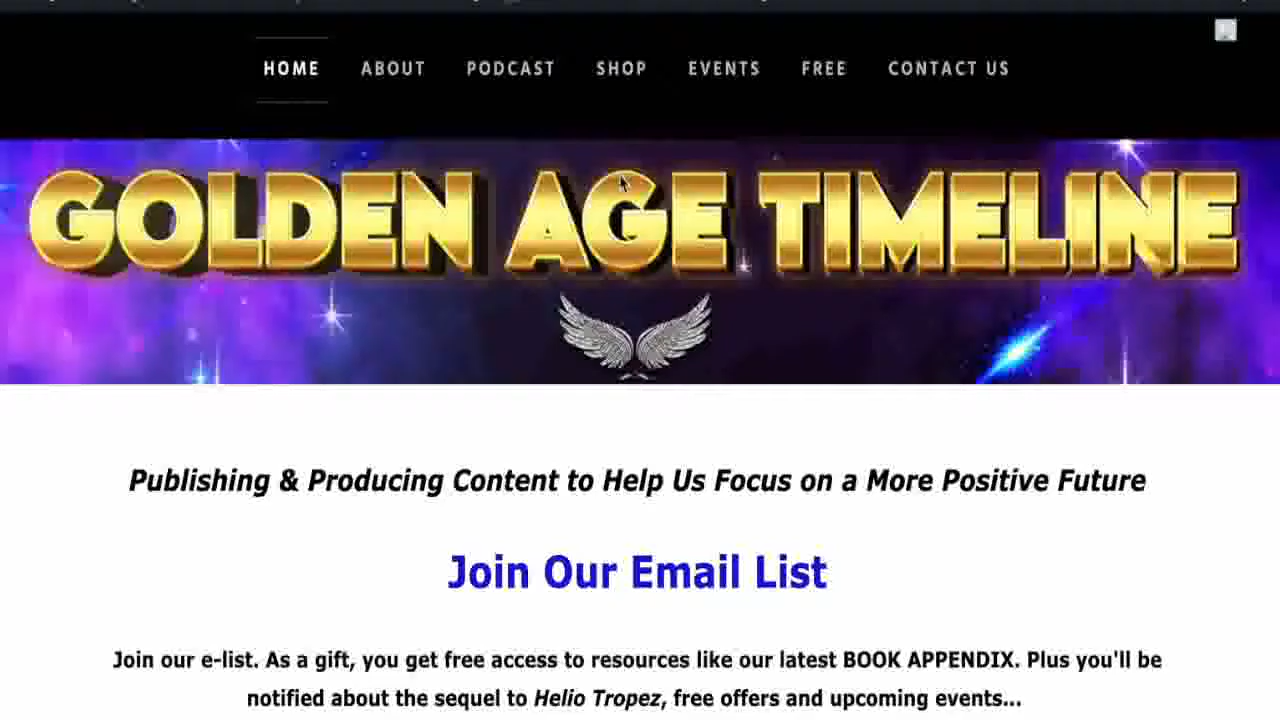 HOME ABOUT PODCAST SHOP EVENTS FREE CONTACT US
GOLDEN AGE TIMELINE
Publishing & Producing Content to Help Us Focus on a More Positive Future
Join Our Email List
Join our e-list. As a gift, you get free access to resources like our latest BOOK APPENDIX. Plus you'll be
notified about the sequel to Helio Tropez, free offers and upcoming events...